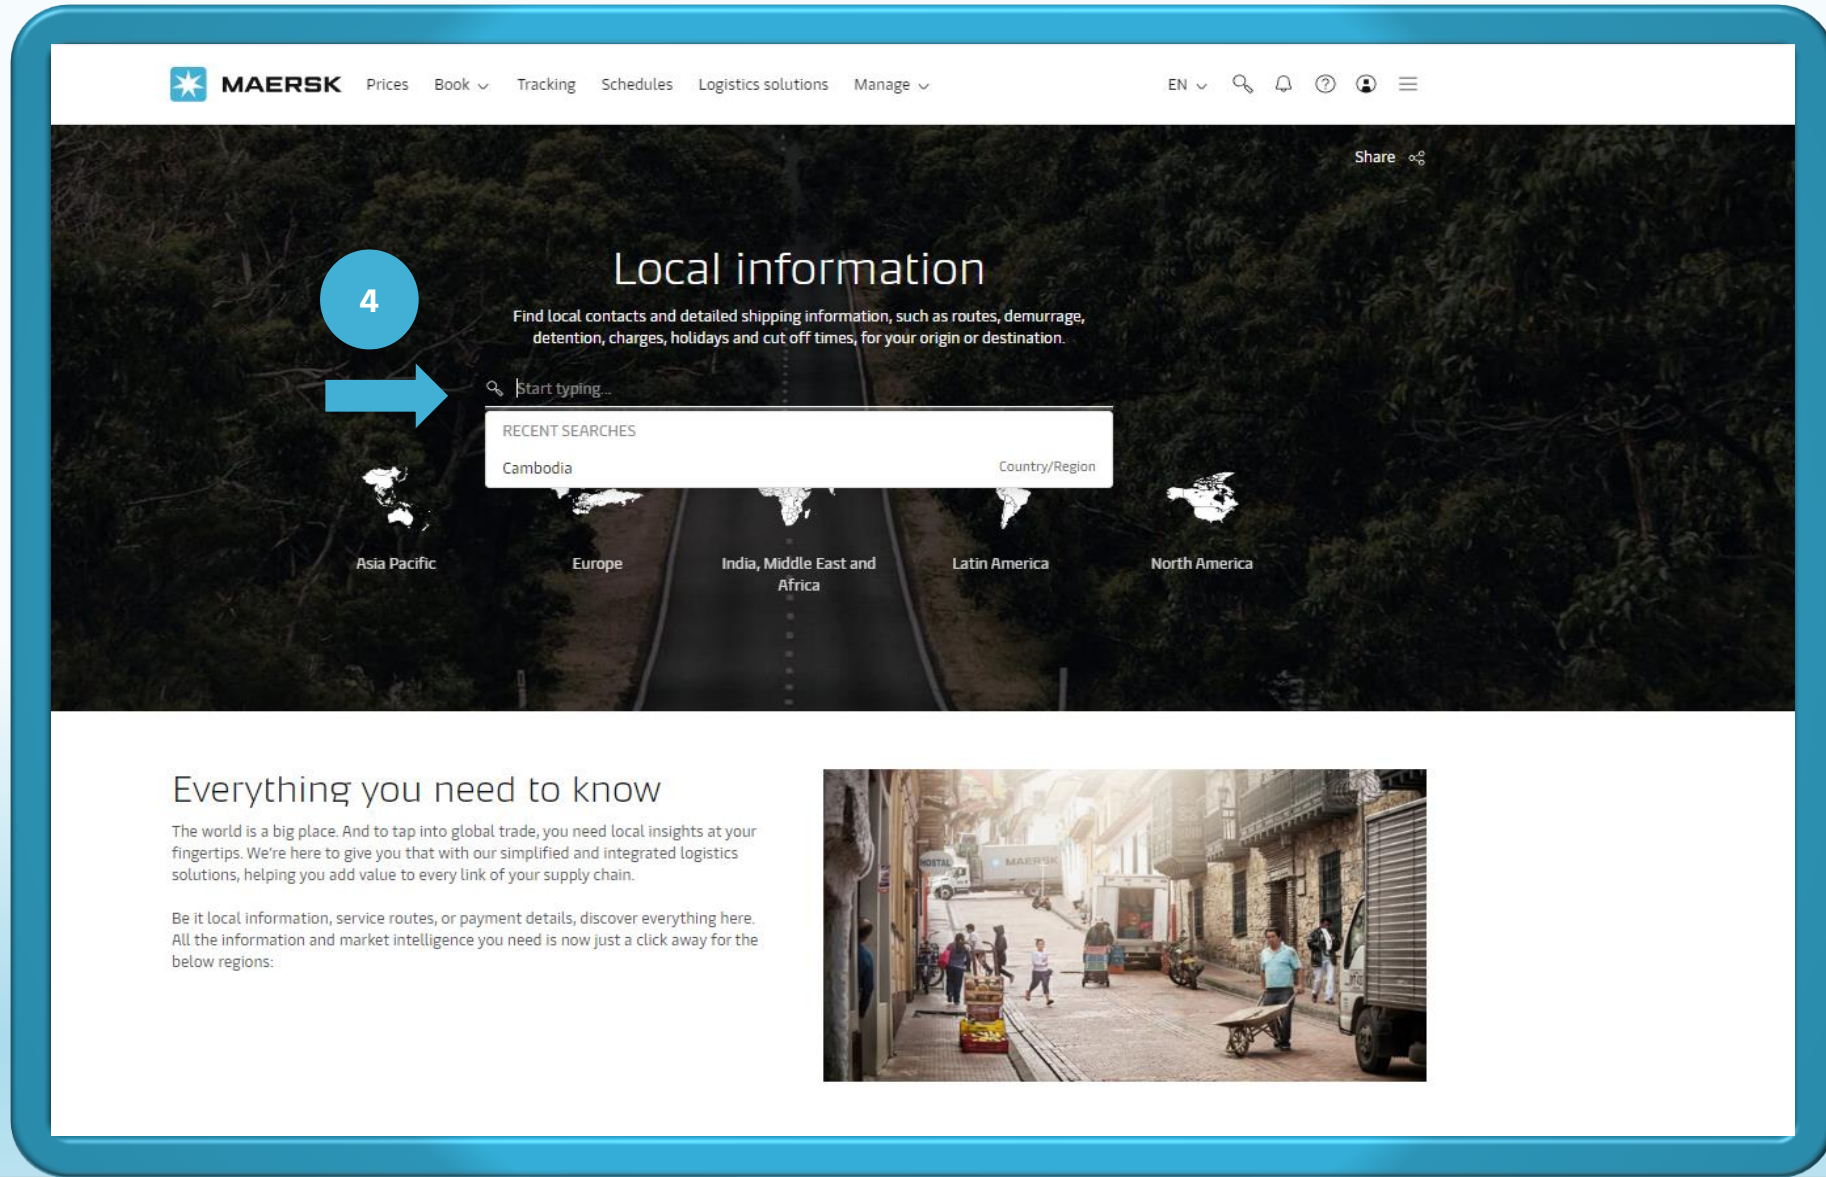 MAERSK Prices Book Tracking Schedules Logistics solutions Manage EN
Share
Local information
4
Find local contacts and detailed shipping information, such as routes, demurrage,
detention, charges, holidays and cut off times, for your origin or destination.
Start typing...
RECENT SEARCHES
Cambodia Country/Region
Asia Pacific
Europe
India, Middle East and
Africa
Latin America
North America
Everything you need to know
The world is a big place. And to tap into global trade, you need local insights at your
fingertips. We're here to give you that with our simplified and integrated logistics
solutions, helping you add value to every link of your supply chain.
Be it local information, service routes, or payment details, discover everything here.
All the information and market intelligence you need is now just a click away for the
below regions:
HOSTAL
MAERSK